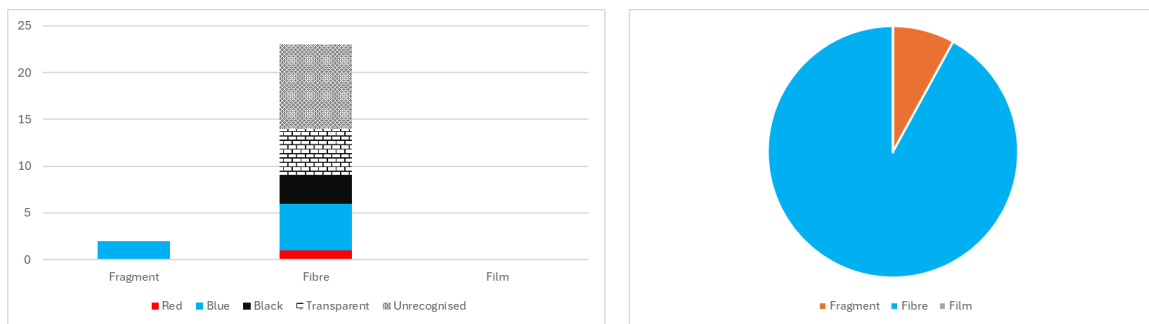 25
20
15
10
5
0
Fragment Fibre Film
Red Blue Black Transparent Unrecognised
Fragment Fibre Film